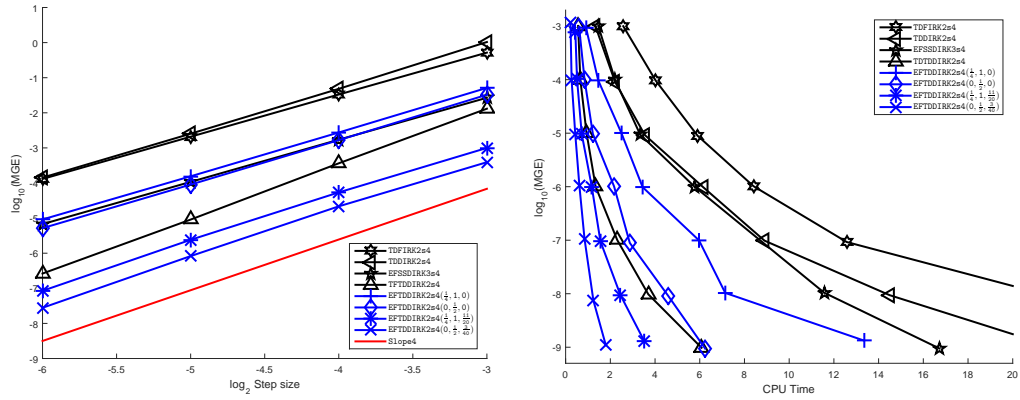 1
0
-1
-2
-3
-4
-5
-6
-7
-8
-9
-6
-5.5
-5
-4.5
-4
-3.5
-3
log2 Step size
log10(MGE)
TDFIRK2s4
TDDIRK2s4
EFSSDIRK3s4
TFTDDIRK2s4
EFTDDIRK2s4(1/4,1,0)
EFTDDIRK2s4(0,1/2,0)
EFTDDIRK2s4(1/4,1,11/20)
EFTDDIRK2s4(0,1/2,3/40)
Slope4
-3
-4
-5
-6
-7
-8
-9
0
2
4
6
8
10
12
14
16
18
20
CPU Time
log10(MGE)
TDFIRK2s4
TDDIRK2s4
EFSSDIRK3s4
TDTDDIRK2s4
EFTDDIRK2s4(1/4,1,0)
EFTDDIRK2s4(0,1/2,0)
EFTDDIRK2s4(1/4,1,11/20)
EFTDDIRK2s4(0,1/2,3/40)